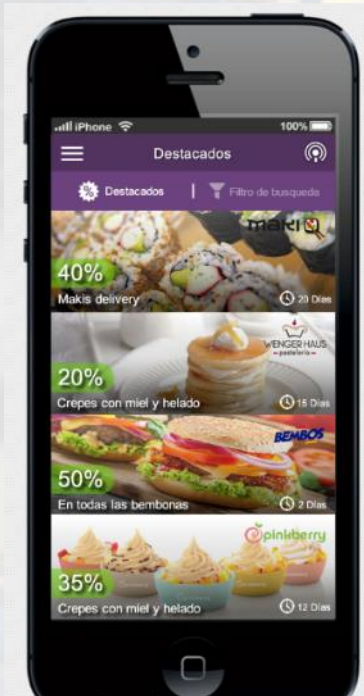 iPhone 100%
Destacados
Destacados | Filtro de busqueda
maki
40%
Makis delivery 20 Días
WENGER HAUS
pastelería
20%
Crepes con miel y helado 15 Días
BEMBOS
50%
En todas las bembonas 2 Días
pinkberry
35%
Crepes con miel y helado 12 Días